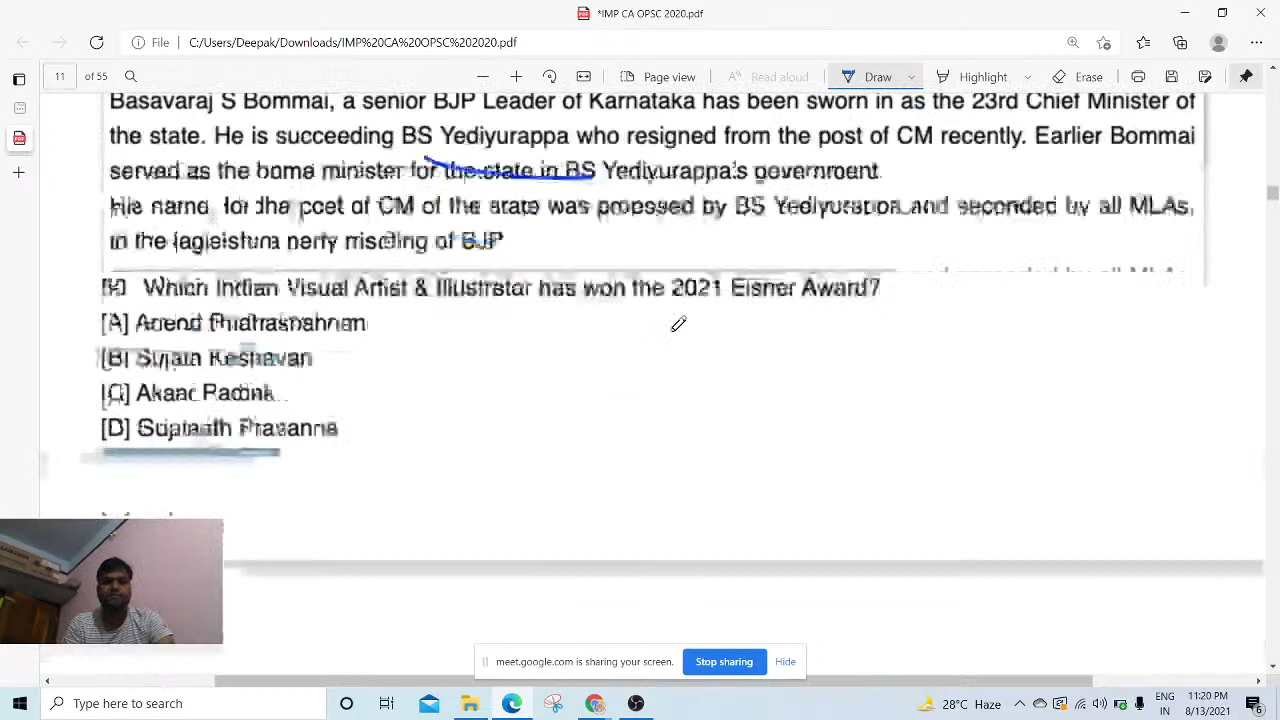 *IMP CA OPSC 2020.pdf
File C:/Users/Deepak/Downloads/IMP%20CA%20OPSC%202020.pdf
11 of 55 Page view Read aloud Draw Highlight Erase
Basavaraj S Bommai, a senior BJP Leader of Karnataka has been sworn in as the 23rd Chief Minister of
the state. He is succeeding BS Yediyurappa who resigned from the post of CM recently. Earlier Bommai
served as the home minister for the state in BS Yediyurappa's government
CM of the state was proposed by BS and seconded by all MLAs,
in the of BJP
Which Indian Visual Artist & has won the 2021 Eisner Award?
[A] Anand
[B]
[C]
[D]
meet.google.com is sharing your screen. Stop sharing Hide
Type here to search
28°C Haze
ENG
IN
11:20 PM
8/13/2021
6